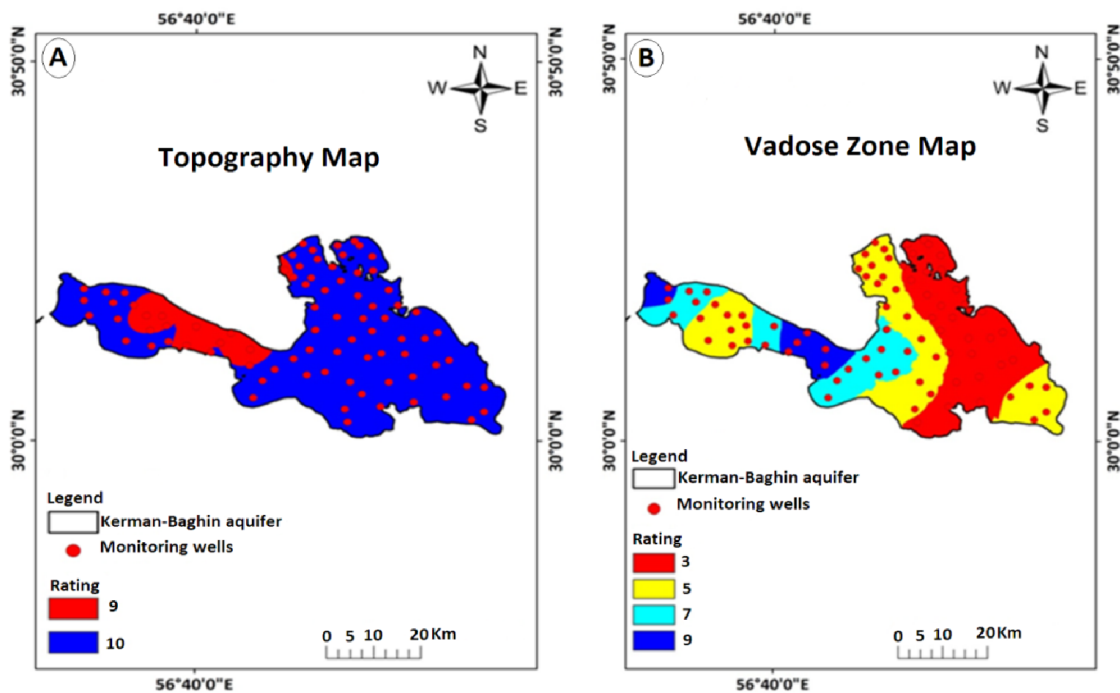 56°40'0"E
A
30°50'0"N
N
W E
S
Topography Map
30°0'0"N
Legend
Kerman-Baghin aquifer
Monitoring wells
Rating
9
10
0 5 10 20 Km
56°40'0"E
56°40'0"E
B
30°50'0"N
30°50'0"N
N
W E
S
Vadose Zone Map
30°0'0"N
30°0'0"N
Legend
Kerman-Baghin aquifer
Monitoring wells
Rating
3
5
7
9
0 5 10 20 Km
56°40'0"E
30°50'0"N
30°0'0"N